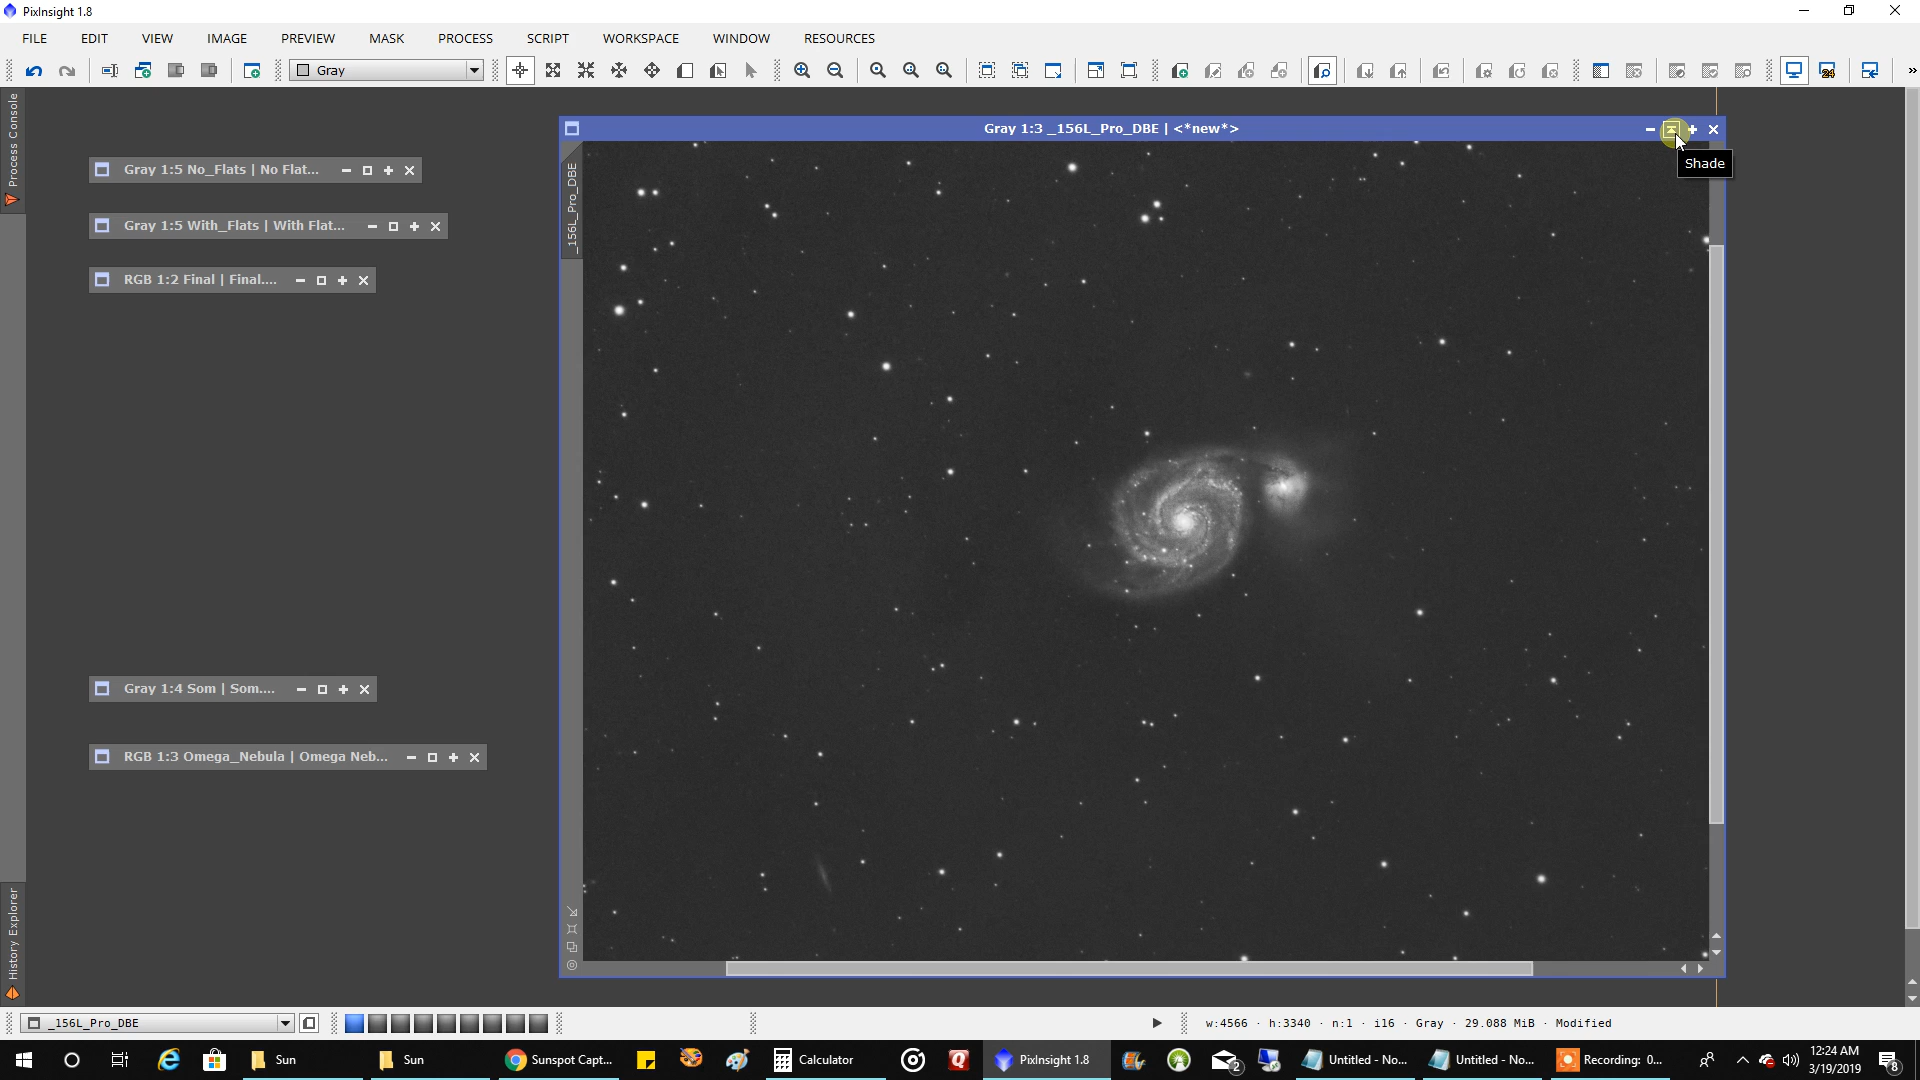 PixInsight 1.8
FILE EDIT VIEW IMAGE PREVIEW MASK PROCESS SCRIPT WORKSPACE WINDOW RESOURCES
Gray
24
»
Process Console
Gray 1:3 _156L_Pro_DBE | <*new*>
Shade
_156L_Pro_DBE
Gray 1:5 No_Flats | No Flat...
Gray 1:5 With_Flats | With Flat...
RGB 1:2 Final | Final....
Gray 1:4 Som | Som....
RGB 1:3 Omega_Nebula | Omega Neb...
History Explorer
_156L_Pro_DBE
w:4566 · h:3340 · n:1 · i16 · Gray · 29.088 MiB · Modified
Sun
Sun
Sunspot Capt...
Calculator
PixInsight 1.8
2
Untitled - No...
Untitled - No...
Recording: 0...
12:24 AM
3/19/2019
8